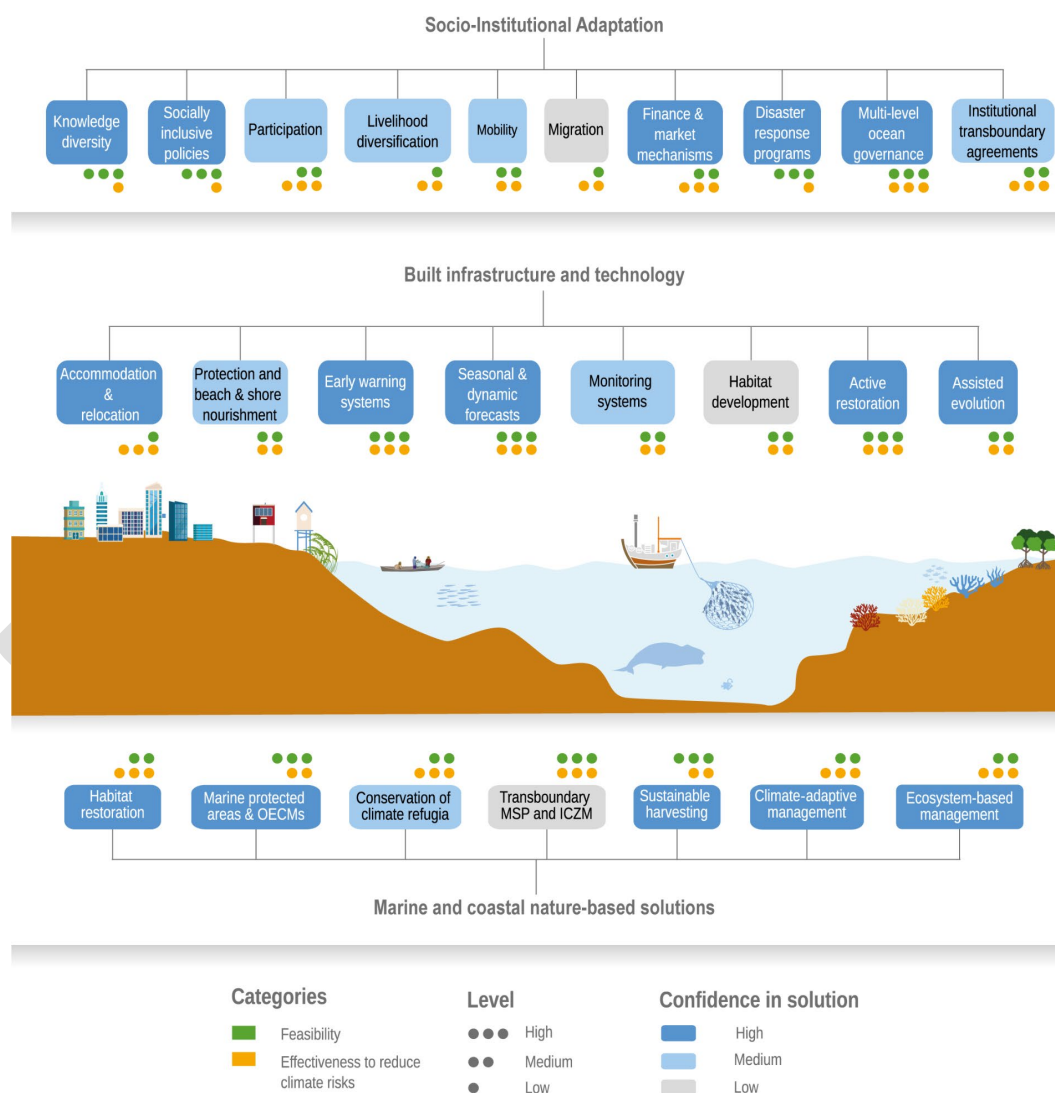 Socio-Institutional Adaptation
Knowledge
diversity
Socially
inclusive
policies
Participation
Livelihood
diversification
Mobility
Migration
Finance &
market
mechanisms
Disaster
response
programs
Multi-level
ocean
governance
Institutional
transboundary
agreements
Built infrastructure and technology
Accommodation
&
relocation
Protection and
beach & shore
nourishment
Early warning
systems
Seasonal &
dynamic
forecasts
Monitoring
systems
Habitat
development
Active
restoration
Assisted
evolution
Habitat
restoration
Marine protected
areas & OECMs
Conservation of
climate refugia
Transboundary
MSP and ICZM
Sustainable
harvesting
Climate-adaptive
management
Ecosystem-based
management
Marine and coastal nature-based solutions
Categories
Feasibility
Effectiveness to reduce
climate risks
Level
High
Medium
Low
Confidence in solution
High
Medium
Low